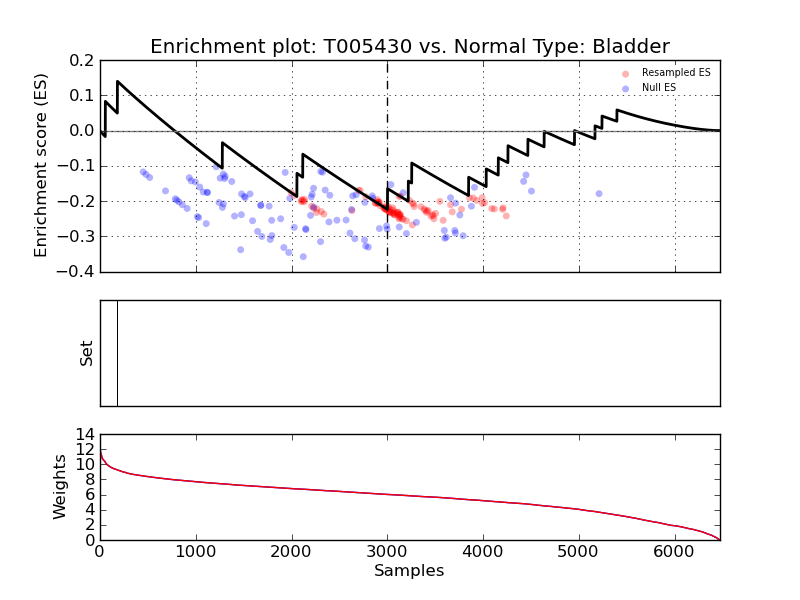 Enrichment plot: T005430 vs. Normal Type: Bladder
Enrichment score (ES)
0.2
0.1
0.0
−0.1
−0.2
−0.3
−0.4
Resampled ES
Null ES
Set
Weights
14
12
10
8
6
4
2
0
0 1000 2000 3000 4000 5000 6000
Samples